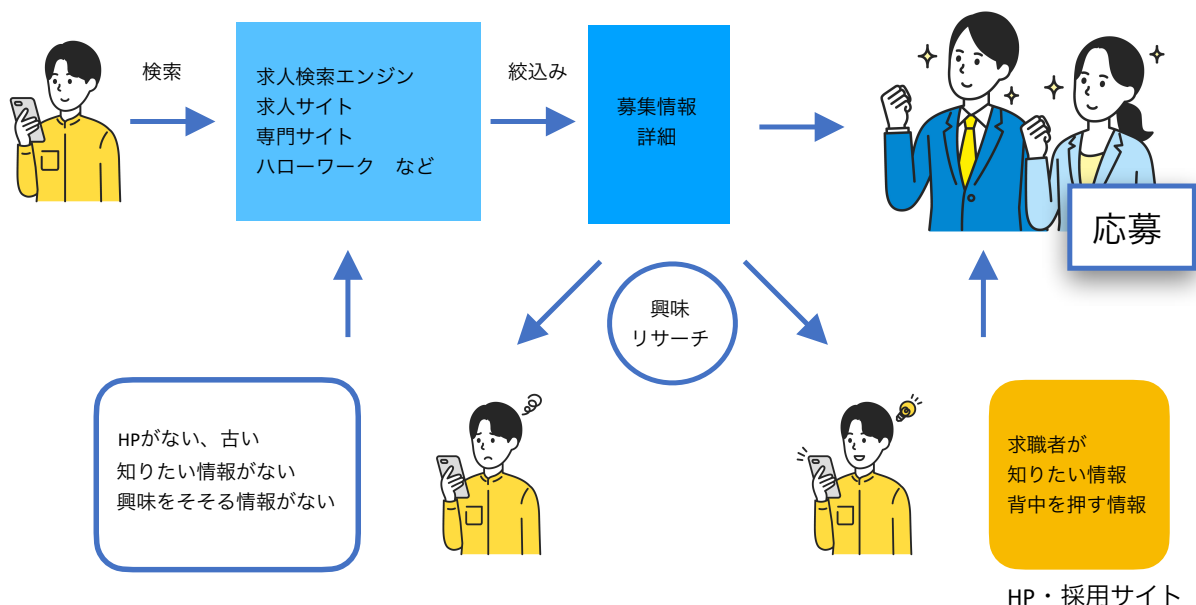 検索
求人検索エンジン
求人サイト
専門サイト
ハローワーク　など
絞込み
募集情報
詳細
応募
興味
リサーチ
HPがない、古い
知りたい情報がない
興味をそそる情報がない
求職者が
知りたい情報
背中を押す情報
HP・採用サイト